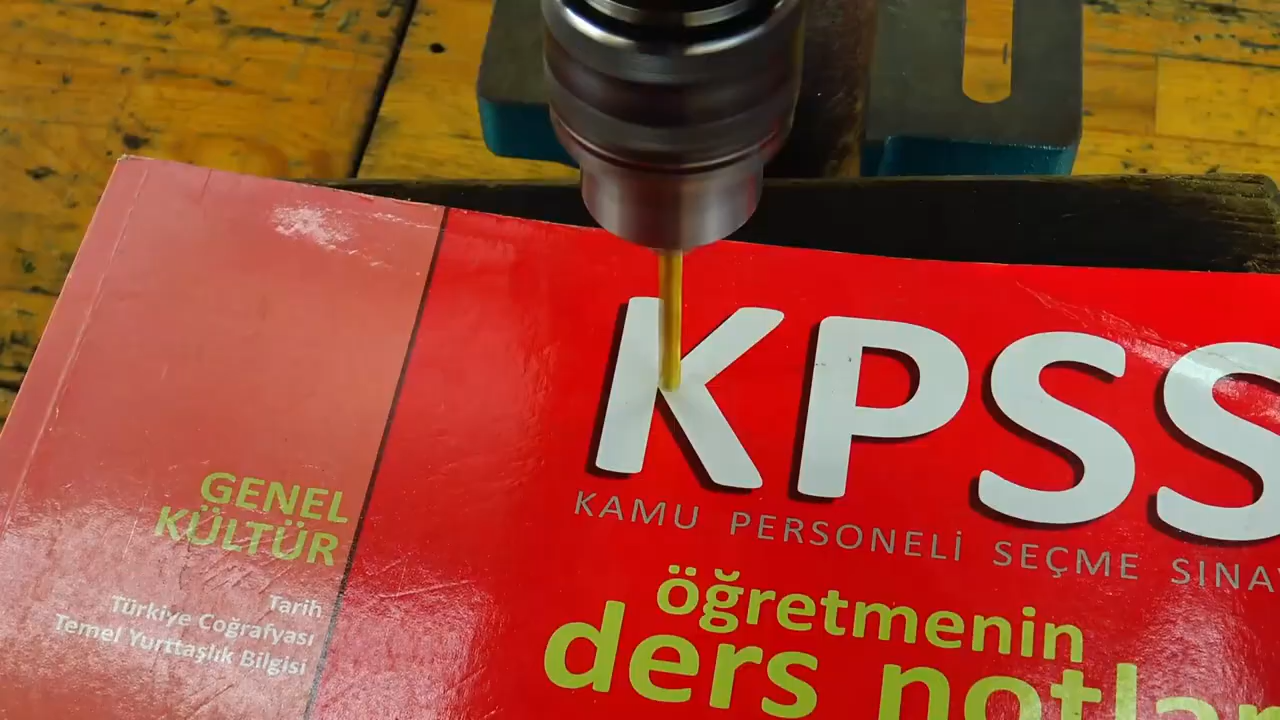 KPSS
KAMU PERSONELİ SEÇME
öğretmenin
ders
GENEL
KÜLTÜR
Tarih
Türkiye Coğrafyası
Temel Yurttaşlık Bilgisi